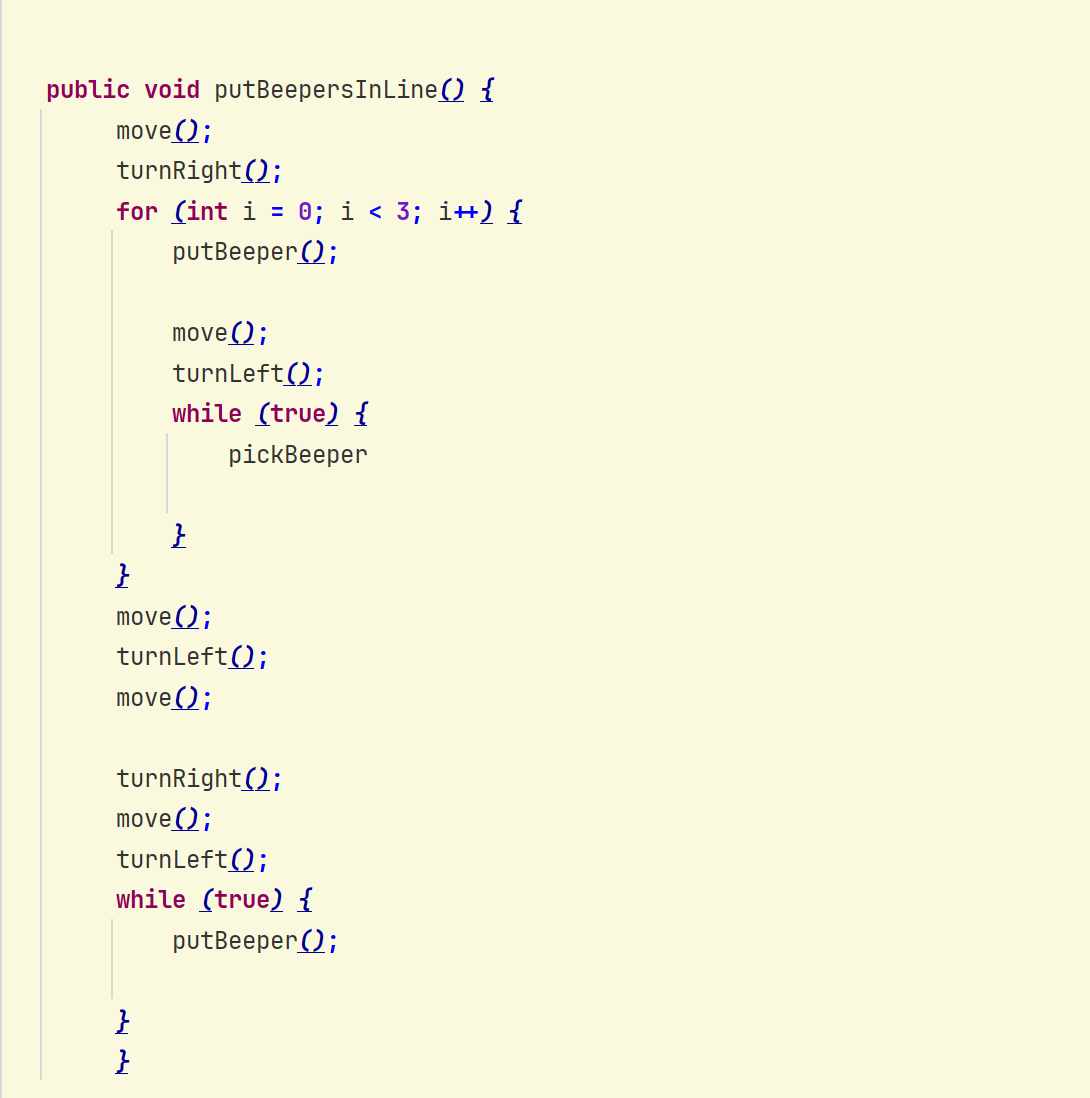 public void putBeepersInLine() {
move();
turnRight();
for (int i = 0; i < 3; i++) {
putBeeper();
move();
turnLeft();
while (true) {
pickBeeper
}
}
move();
turnLeft();
move();
turnRight();
move();
turnLeft();
while (true) {
putBeeper();
}
}